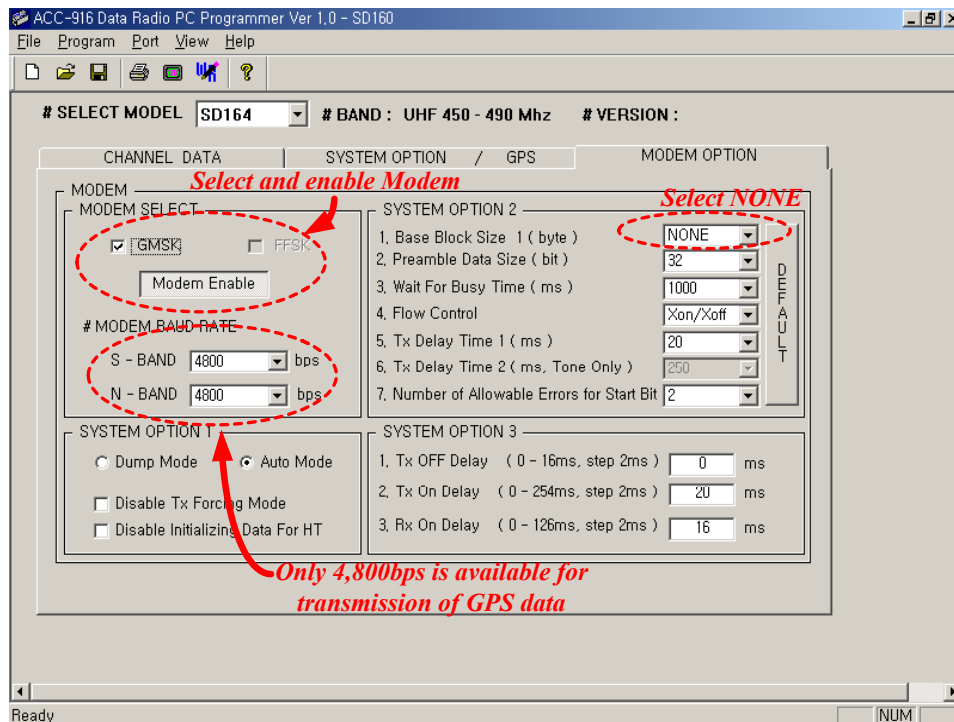 ACC-916 Data Radio PC Programmer Ver 1,0 - SD160
File Program Port View Help
# SELECT MODEL SD164 # BAND : UHF 450 - 490 Mhz # VERSION :
CHANNEL DATA SYSTEM OPTION / GPS MODEM OPTION
Select and enable Modem
Select NONE
MODEM
MODEM SELECT
GMSK FFSK
Modem Enable
# MODEM BAUD RATE
S - BAND 4800 bps
N - BAND 4800 bps
SYSTEM OPTION 2
1, Base Block Size 1 ( byte ) NONE
2, Preamble Data Size ( bit ) 32
3, Wait For Busy Time ( ms ) 1000
4, Flow Control Xon/Xoff
5, Tx Delay Time 1 ( ms ) 20
6, Tx Delay Time 2 ( ms, Tone Only ) 250
7, Number of Allowable Errors for Start Bit 2
DEFAULT
SYSTEM OPTION 1
Dump Mode Auto Mode
Disable Tx Forcing Mode
Disable Initializing Data For HT
SYSTEM OPTION 3
1, Tx OFF Delay ( 0 - 16ms, step 2ms ) 0 ms
2, Tx On Delay ( 0 - 254ms, step 2ms ) 20 ms
3, Rx On Delay ( 0 - 126ms, step 2ms ) 16 ms
Only 4,800bps is available for
transmission of GPS data
Ready NUM